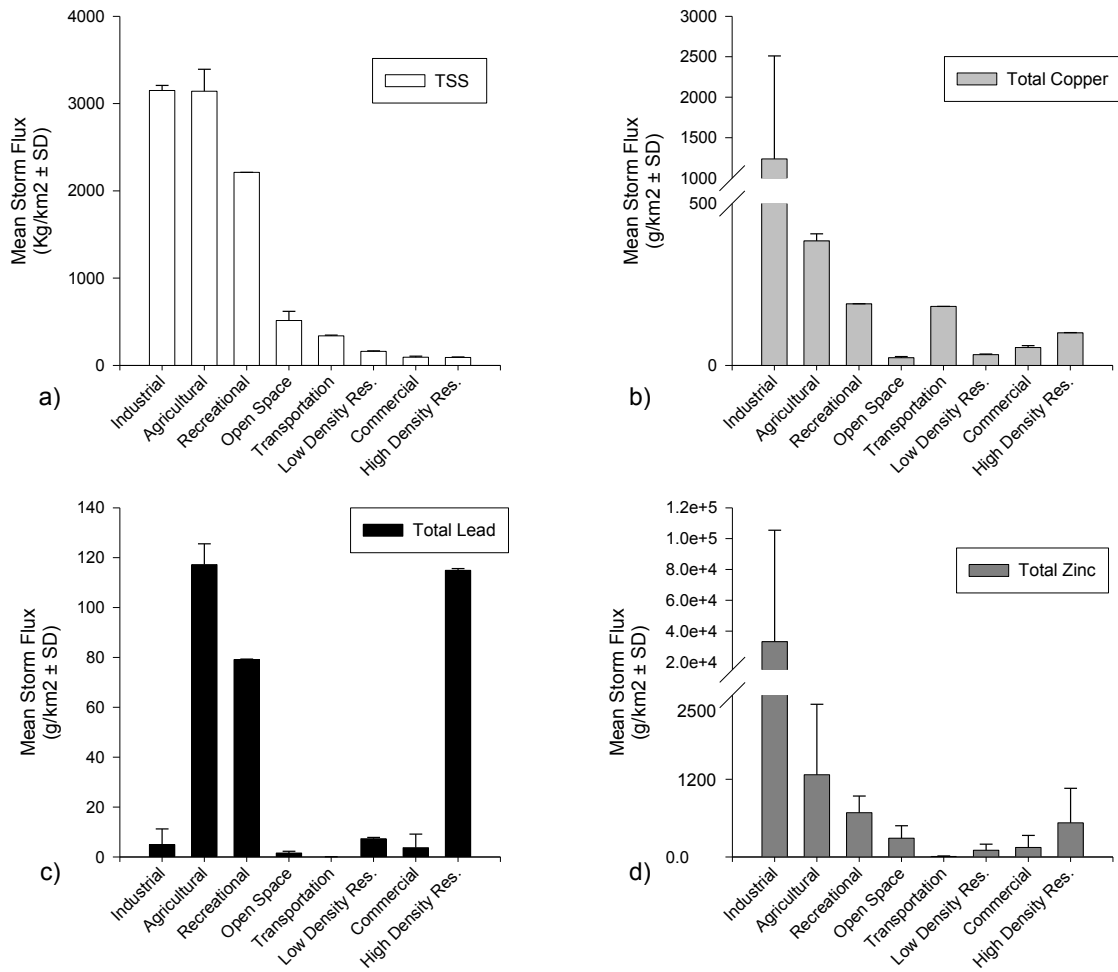 4000
3000
2000
1000
0
Mean Storm Flux
(Kg/km2 ± SD)
TSS
a)
Industrial
Agricultural
Recreational
Open Space
Transportation
Low Density Res.
Commercial
High Density Res.
3000
2500
2000
1500
1000
500
0
Mean Storm Flux
(g/km2 ± SD)
Total Copper
b)
Industrial
Agricultural
Recreational
Open Space
Transportation
Low Density Res.
Commercial
High Density Res.
140
120
100
80
60
40
20
0
Mean Storm Flux
(g/km2 ± SD)
Total Lead
c)
Industrial
Agricultural
Recreational
Open Space
Transportation
Low Density Res.
Commercial
High Density Res.
1.2e+5
1.0e+5
8.0e+4
6.0e+4
4.0e+4
2.0e+4
2500
1200
0.0
Mean Storm Flux
(g/km2 ± SD)
Total Zinc
d)
Industrial
Agricultural
Recreational
Open Space
Transportation
Low Density Res.
Commercial
High Density Res.